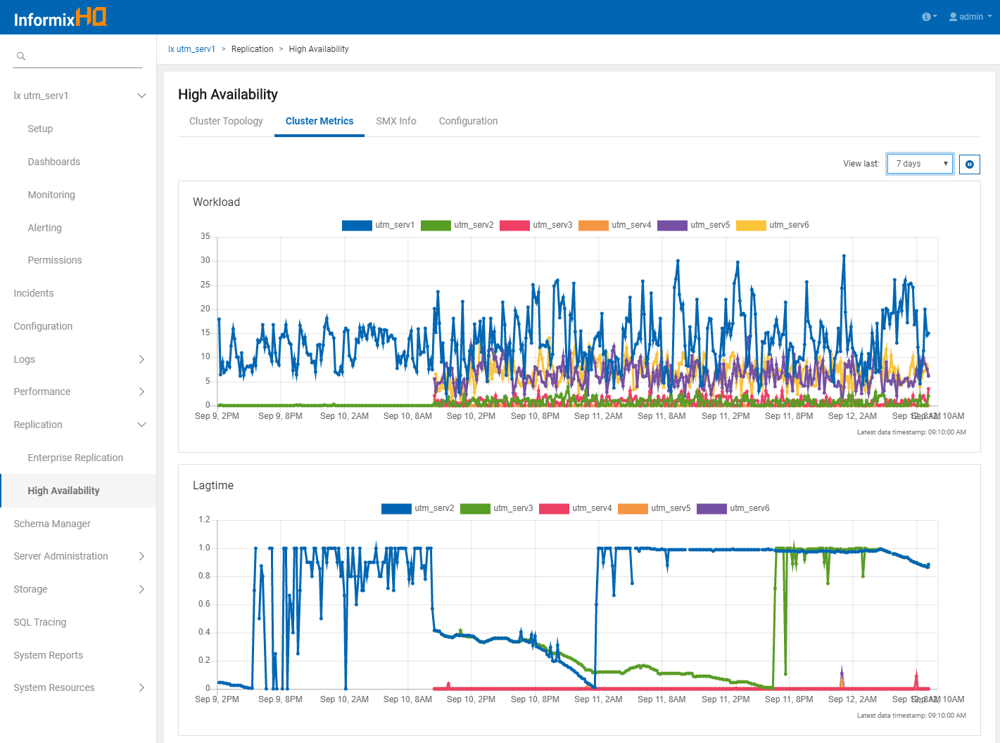 InformixHQ
admin
lx utm_serv1 > Replication > High Availability
lx utm_serv1
Setup
Dashboards
Monitoring
Alerting
Permissions
Incidents
Configuration
Logs
Performance
Replication
Enterprise Replication
High Availability
Schema Manager
Server Administration
Storage
SQL Tracing
System Reports
System Resources
High Availability
Cluster Topology Cluster Metrics SMX Info Configuration
View last: 7 days
Workload
utm_serv1 utm_serv2 utm_serv3 utm_serv4 utm_serv5 utm_serv6
35
30
25
20
15
10
5
0
Sep 9, 2PM Sep 9, 8PM Sep 10, 2AM Sep 10, 8AM Sep 10, 2PM Sep 10, 8PM Sep 11, 2AM Sep 11, 8AM Sep 11, 2PM Sep 11, 8PM Sep 12, 2AM Sep 12, 8AM Sep 12, 10AM
Latest data timestamp: 09:10:00 AM
Lagtime
utm_serv2 utm_serv3 utm_serv4 utm_serv5 utm_serv6
1.2
1.0
0.8
0.6
0.4
0.2
0
Sep 9, 2PM Sep 9, 8PM Sep 10, 2AM Sep 10, 8AM Sep 10, 2PM Sep 10, 8PM Sep 11, 2AM Sep 11, 8AM Sep 11, 2PM Sep 11, 8PM Sep 12, 2AM Sep 12, 8AM Sep 12, 10AM
Latest data timestamp: 09:10:00 AM